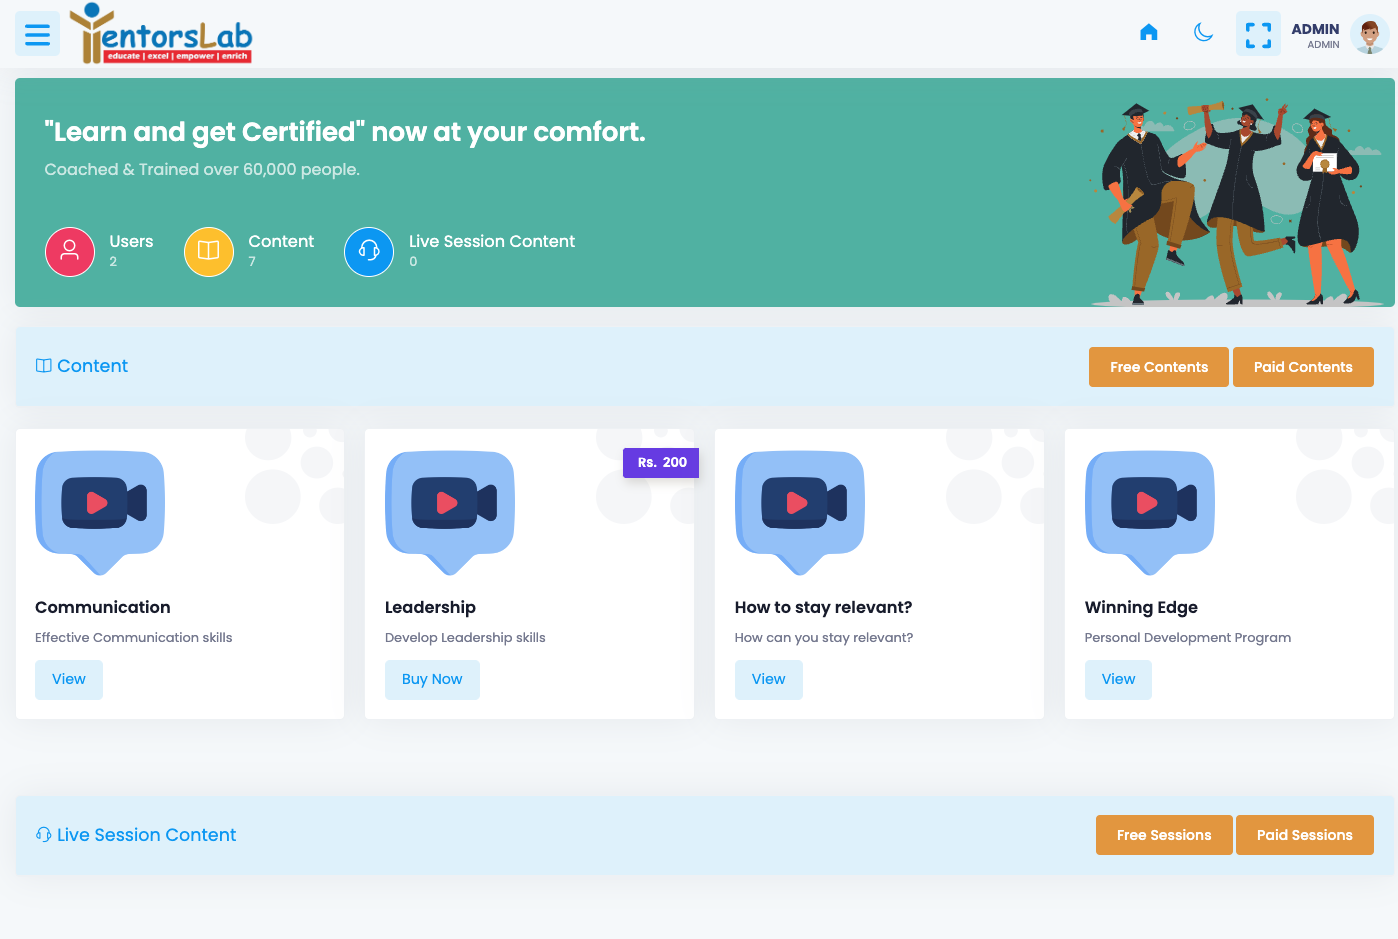 entorsLab
educate | excel | empower | enrich
ADMIN
ADMIN
"Learn and get Certified" now at your comfort.
Coached & Trained over 60,000 people.
Users
2
Content
7
Live Session Content
0
Content
Free Contents
Paid Contents
Communication
Effective Communication skills
View
Rs. 200
Leadership
Develop Leadership skills
Buy Now
How to stay relevant?
How can you stay relevant?
View
Winning Edge
Personal Development Program
View
Live Session Content
Free Sessions
Paid Sessions